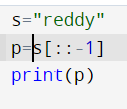 s="reddy"
p=s[::-1]
print(p)